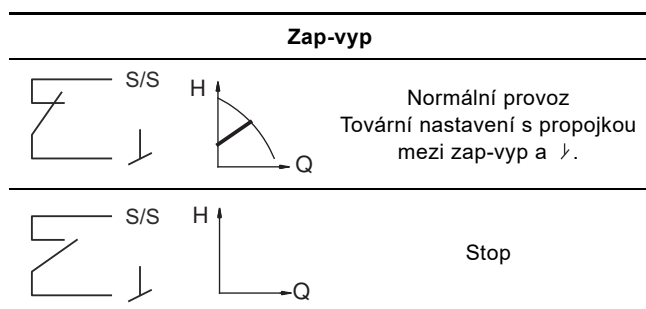 Zap-vyp
S/S
H
Q
Normální provoz
Tovární nastavení s propojkou
mezi zap-vyp a .
S/S
H
Q
Stop